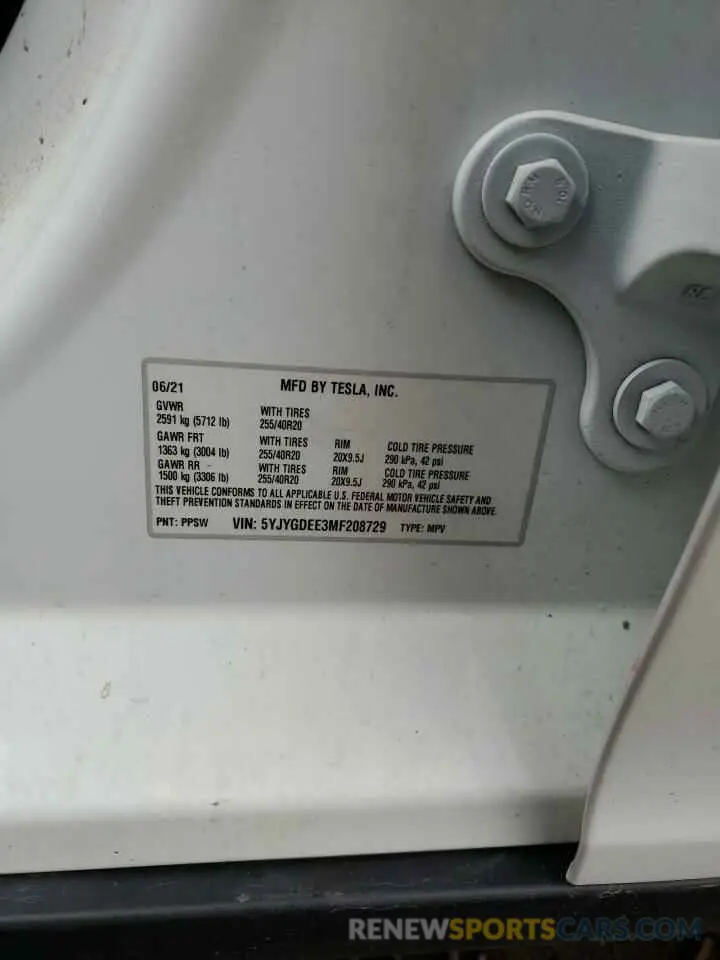 06/21 MFD BY TESLA, INC.
GVWR
2591 kg (5712 lb) WITH TIRES
255/40R20
GAWR FRT
1363 kg (3004 lb) WITH TIRES
255/40R20 RIM
20X9.5J COLD TIRE PRESSURE
290 kPa, 42 psi
GAWR RR
1500 kg (3306 lb) WITH TIRES
255/40R20 RIM
20X9.5J COLD TIRE PRESSURE
290 kPa, 42 psi
THIS VEHICLE CONFORMS TO ALL APPLICABLE U.S. FEDERAL MOTOR VEHICLE SAFETY AND
THEFT PREVENTION STANDARDS IN EFFECT ON THE DATE OF MANUFACTURE SHOWN ABOVE.
PNT: PPSW VIN: 5YJYGDEE3MF208729 TYPE: MPV
RENEWSPORTSCARS.COM